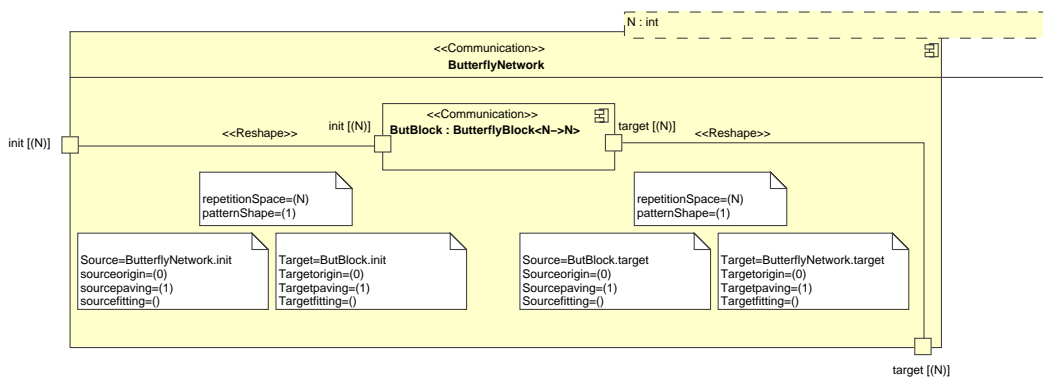 N : int
<<Communication>>
ButterflyNetwork
<<Communication>>
ButBlock : ButterflyBlock<N−>N>
init [(N)]
<<Reshape>>
init [(N)]
target [(N)]
<<Reshape>>
repetitionSpace=(N)
patternShape=(1)
repetitionSpace=(N)
patternShape=(1)
Source=ButterflyNetwork.init
sourceorigin=(0)
sourcepaving=(1)
sourcefitting=()
Target=ButBlock.init
Targetorigin=(0)
Targetpaving=(1)
Targetfitting=()
Source=ButBlock.target
Sourceorigin=(0)
Sourcepaving=(1)
Sourcefitting=()
Target=ButterflyNetwork.target
Targetorigin=(0)
Targetpaving=(1)
Targetfitting=()
target [(N)]